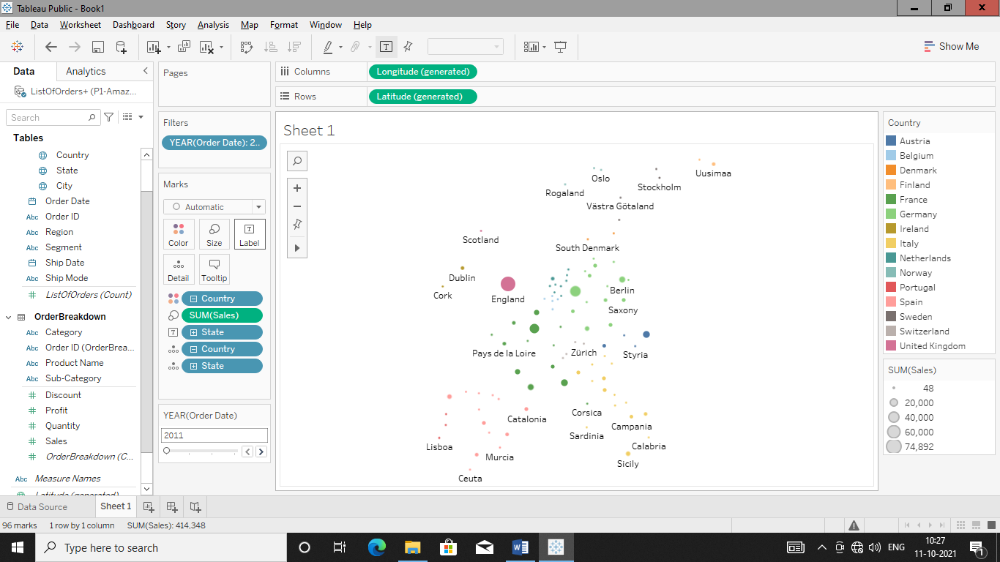 Tableau Public - Book1
File Data Worksheet Dashboard Story Analysis Map Format Window Help
Show Me
Data Analytics
ListOfOrders+ (P1-Amaz...
Search
Tables
Country
State
City
Order Date
Order ID
Region
Segment
Ship Date
Ship Mode
ListOfOrders (Count)
OrderBreakdown
Category
Order ID (OrderBrea...
Product Name
Sub-Category
Discount
Profit
Quantity
Sales
OrderBreakdown (C...
Measure Names
Latitude (generated)
Pages
Filters
YEAR(Order Date): 2..
Marks
Automatic
Color Size Label
Detail Tooltip
Country
SUM(Sales)
State
Country
State
YEAR(Order Date)
2011
Columns Longitude (generated)
Rows Latitude (generated)
Sheet 1
Uusimaa
Oslo
Stockholm
Rogaland
Västra Götaland
Scotland
South Denmark
Dublin
Berlin
Cork
England
Saxony
Pays de la Loire
Zürich
Styria
Corsica
Catalonia
Campania
Sardinia
Lisboa
Calabria
Murcia
Sicily
Ceuta
Country
Austria
Belgium
Denmark
Finland
France
Germany
Ireland
Italy
Netherlands
Norway
Portugal
Spain
Sweden
Switzerland
United Kingdom
SUM(Sales)
48
20,000
40,000
60,000
74,892
Data Source Sheet 1
96 marks 1 row by 1 column SUM(Sales): 414,348
Type here to search
ENG
10:27
11-10-2021
1